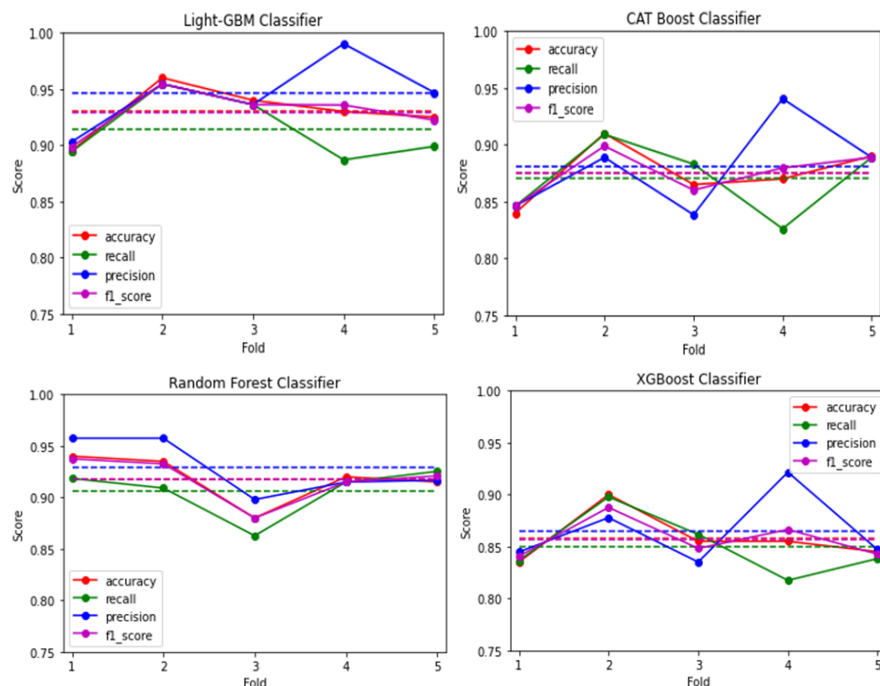 Light-GBM Classifier
1.00
0.95
0.90
0.85
0.80
0.75
Score
accuracy
recall
precision
f1_score
1 2 3 4 5
Fold
CAT Boost Classifier
1.00
0.95
0.90
0.85
0.80
0.75
Score
accuracy
recall
precision
f1_score
1 2 3 4 5
Fold
Random Forest Classifier
1.00
0.95
0.90
0.85
0.80
0.75
Score
accuracy
recall
precision
f1_score
1 2 3 4 5
Fold
XGBoost Classifier
1.00
0.95
0.90
0.85
0.80
0.75
Score
accuracy
recall
precision
f1_score
1 2 3 4 5
Fold